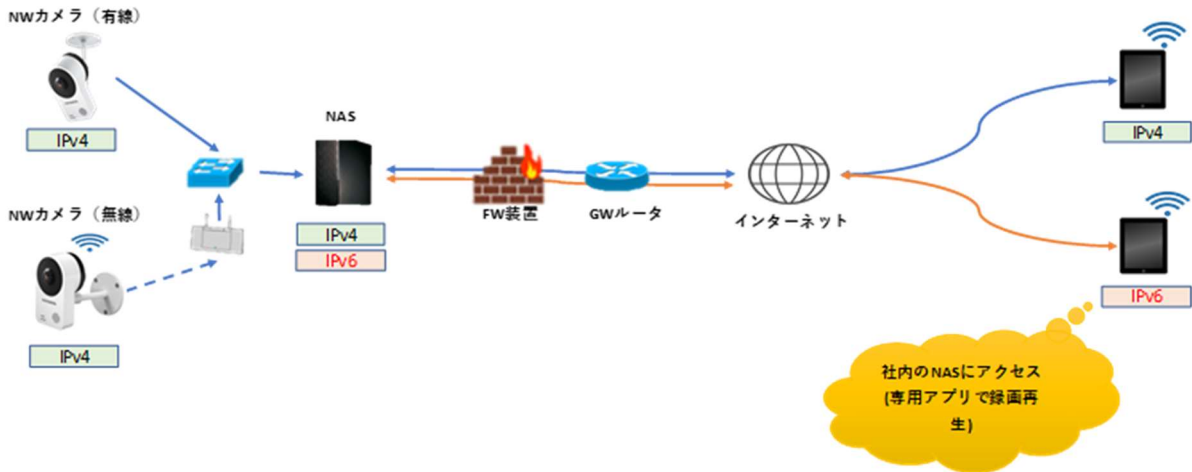 NWカメラ（有線）
IPv4
NWカメラ（無線）
IPv4
NAS
IPv4
IPv6
FW装置
GWルータ
インターネット
IPv4
IPv6
社内のNASにアクセス
(専用アプリで録画再
生)